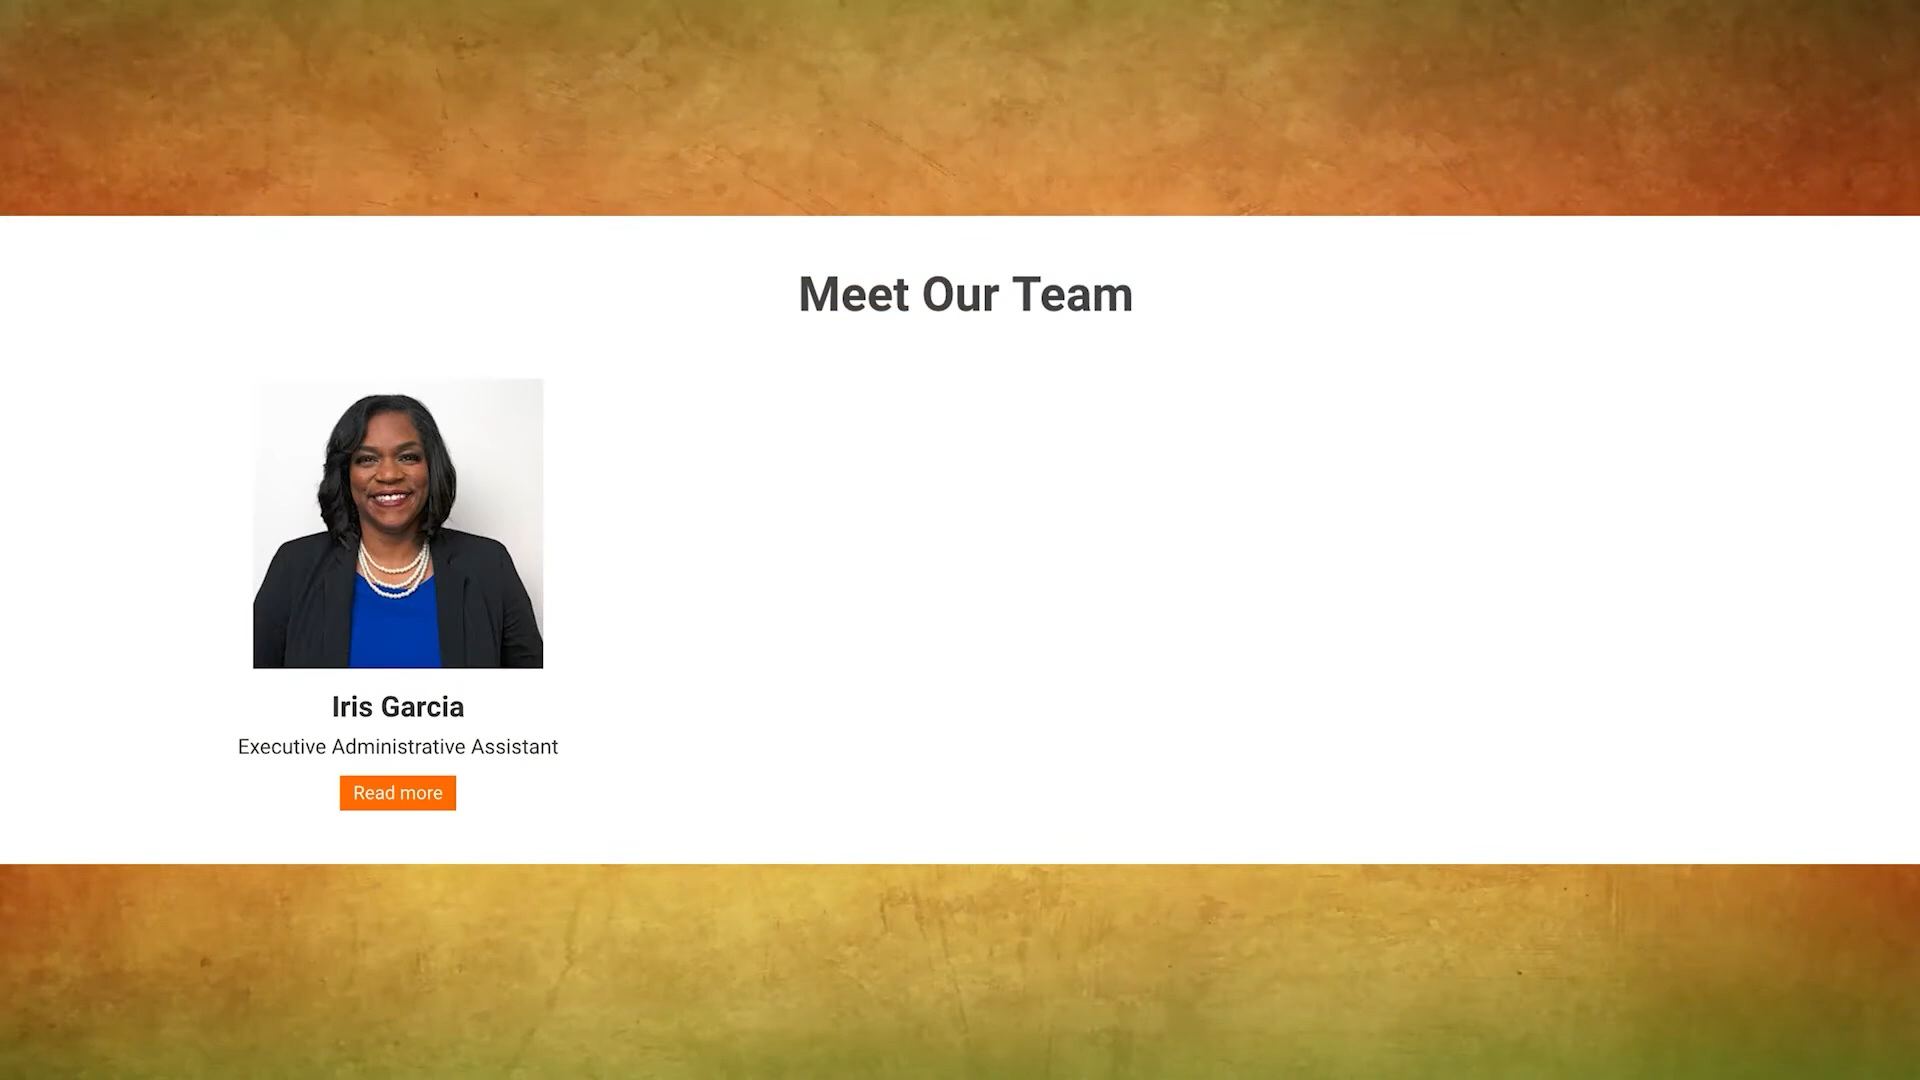 Meet Our Team
Iris Garcia
Executive Administrative Assistant
Read more